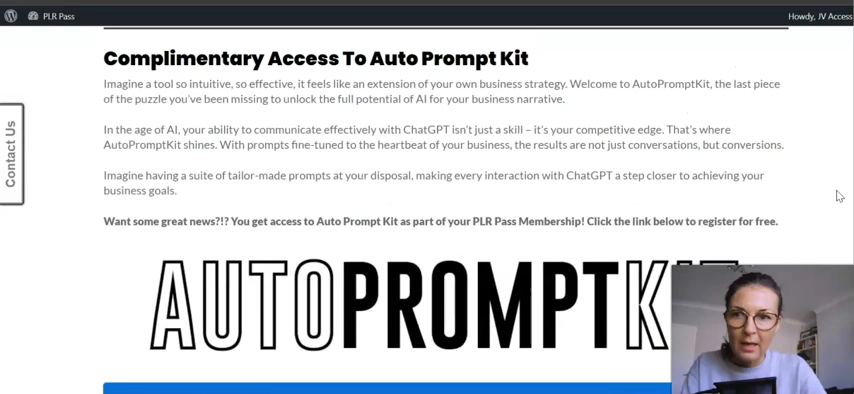 PLR Pass
Howdy, JV Access
Complimentary Access To Auto Prompt Kit
Imagine a tool so intuitive, so effective, it feels like an extension of your own business strategy. Welcome to AutoPromptKit, the last piece
of the puzzle you've been missing to unlock the full potential of AI for your business narrative.
In the age of AI, your ability to communicate effectively with ChatGPT isn't just a skill – it's your competitive edge. That's where
AutoPromptKit shines. With prompts fine-tuned to the heartbeat of your business, the results are not just conversations, but conversions.
Imagine having a suite of tailor-made prompts at your disposal, making every interaction with ChatGPT a step closer to achieving your
business goals.
Want some great news?!? You get access to Auto Prompt Kit as part of your PLR Pass Membership! Click the link below to register for free.
Contact Us
AUTOPROMPTKIT